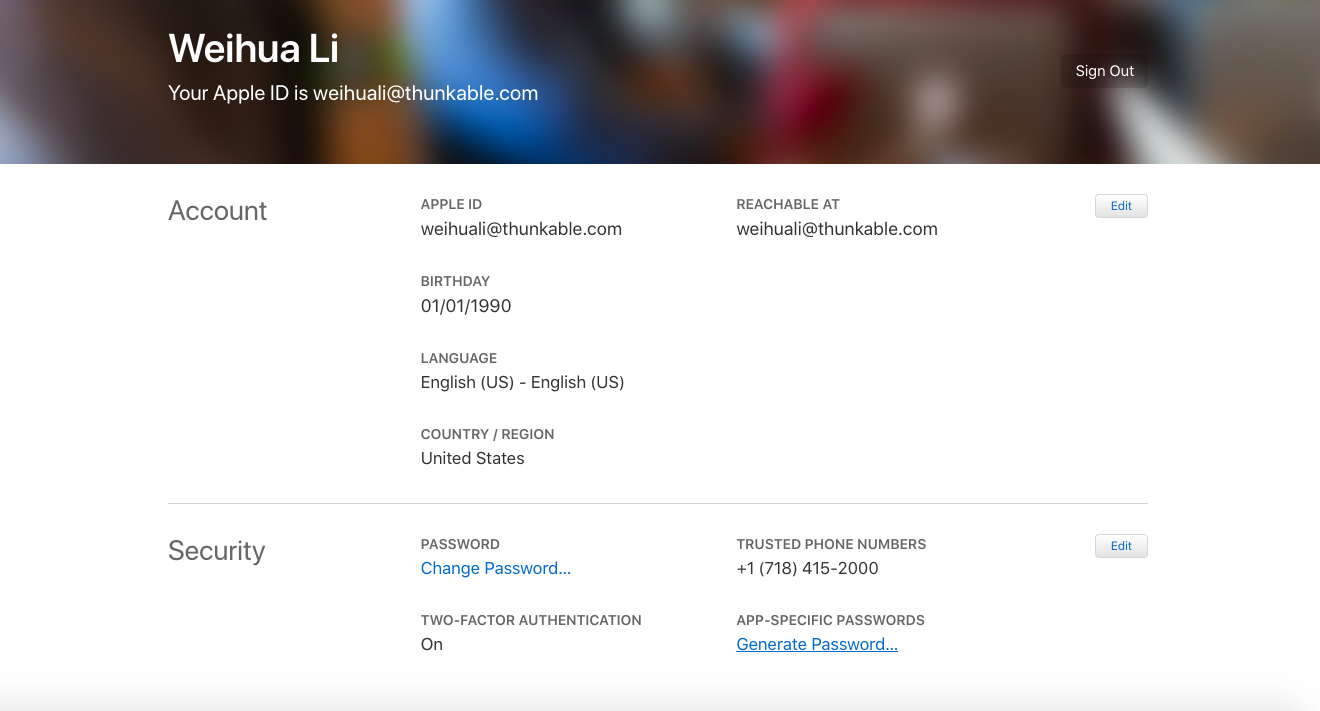 Weihua Li
Your Apple ID is weihuali@thunkable.com
Sign Out
Account
APPLE ID
weihuali@thunkable.com
REACHABLE AT
weihuali@thunkable.com
Edit
BIRTHDAY
01/01/1990
LANGUAGE
English (US) - English (US)
COUNTRY / REGION
United States
Security
PASSWORD
Change Password...
TRUSTED PHONE NUMBERS
+1 (718) 415-2000
Edit
TWO-FACTOR AUTHENTICATION
On
APP-SPECIFIC PASSWORDS
Generate Password...